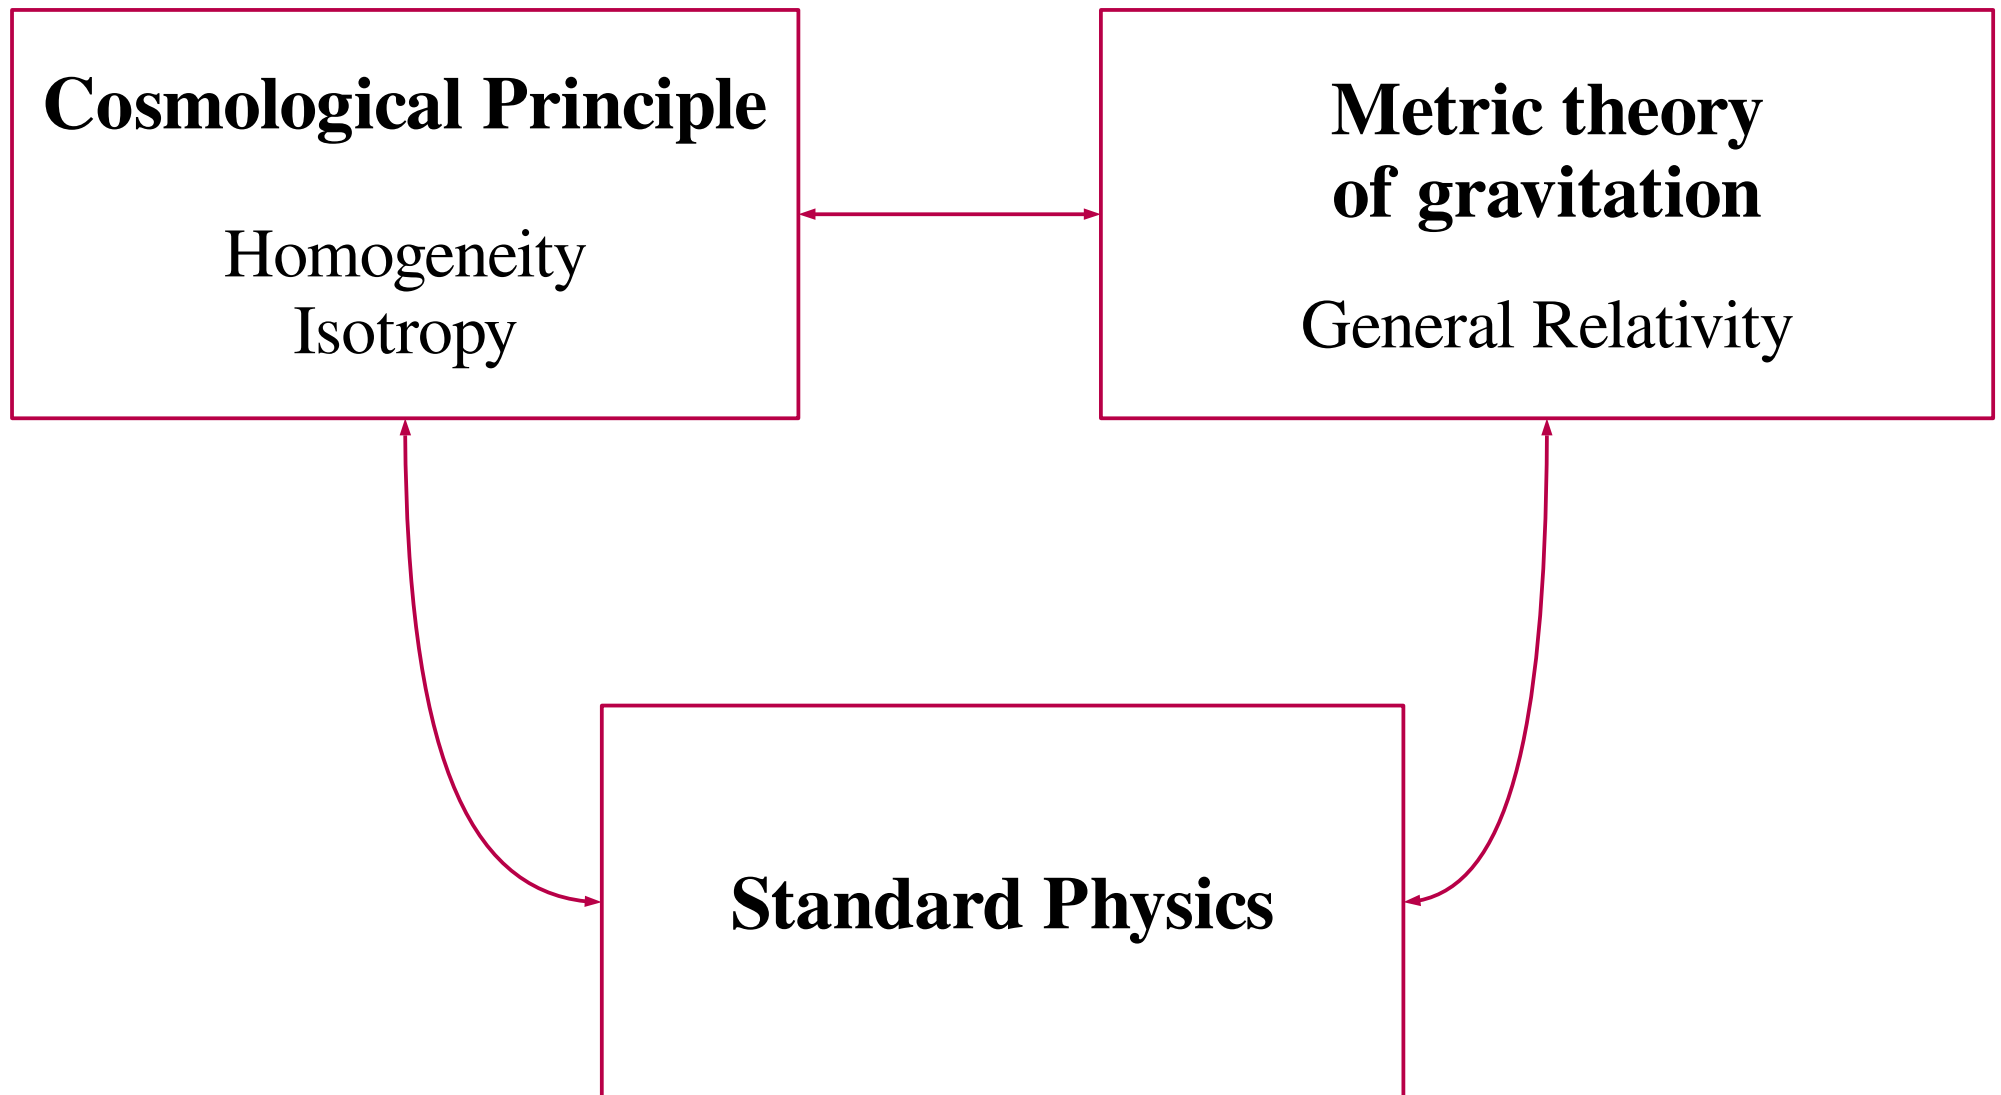 Cosmological Principle
Homogeneity
Isotropy
Metric theory
of gravitation
General Relativity
Standard Physics